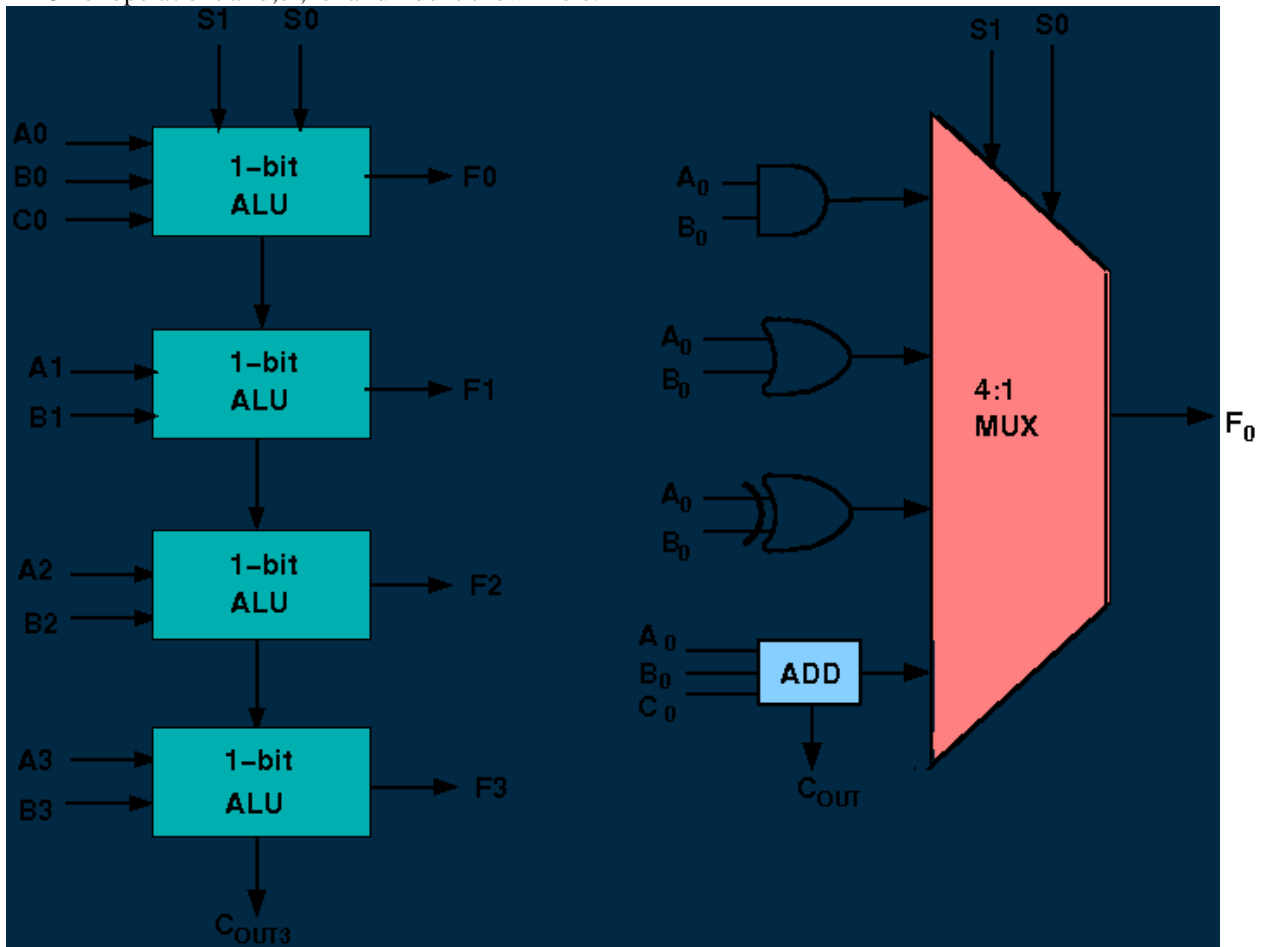 S1 S0
A0
B0
C0
1-bit
ALU
F0
A1
B1
1-bit
ALU
F1
A2
B2
1-bit
ALU
F2
A3
B3
1-bit
ALU
F3
COUT3
S1 S0
A0
B0
A0
B0
A0
B0
A0
B0
C0
ADD
COUT
4:1
MUX
F0